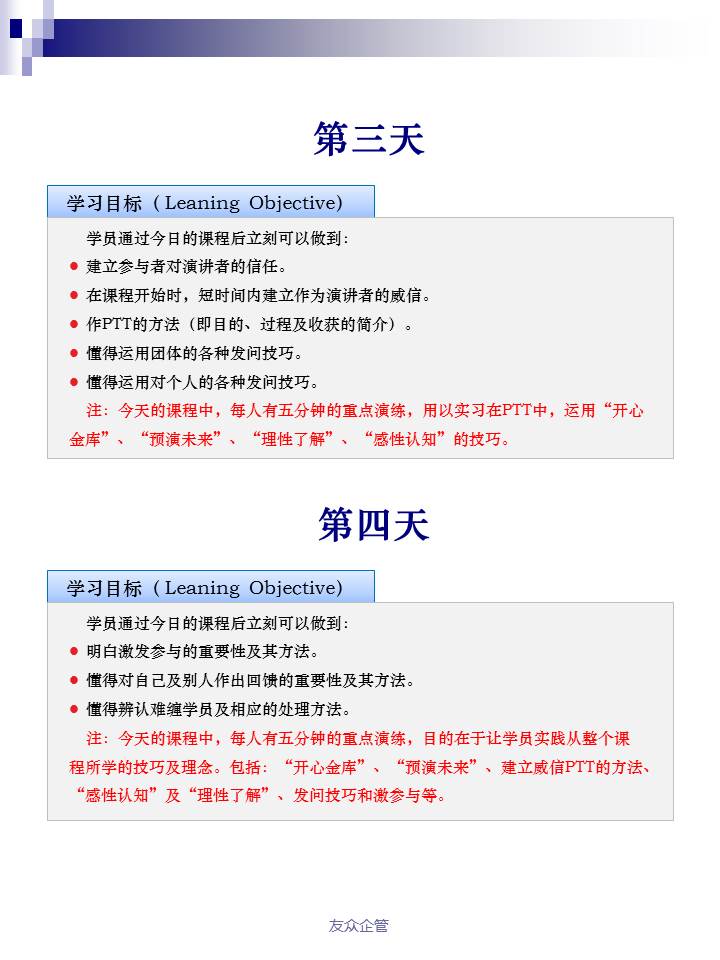 第三天
学习目标（Leaning Objective）
学员通过今日的课程后立刻可以做到：
● 建立参与者对演讲者的信任。
● 在课程开始时，短时间内建立作为演讲者的威信。
● 作PTT的方法（即目的、过程及收获的简介）。
● 懂得运用团体的各种发问技巧。
● 懂得运用对个人的各种发问技巧。
注：今天的课程中，每人有五分钟的重点演练，用以实习在PTT中，运用“开心
金库”、“预演未来”、“理性了解”、“感性认知”的技巧。
第四天
学习目标（Leaning Objective）
学员通过今日的课程后立刻可以做到：
● 明白激发参与的重要性及其方法。
● 懂得对自己及别人作出回馈的重要性及其方法。
● 懂得辨认难缠学员及相应的处理方法。
注：今天的课程中，每人有五分钟的重点演练，目的在于让学员实践从整个课
程所学的技巧及理念。包括：“开心金库”、“预演未来”、建立威信PTT的方法、
“感性认知”及“理性了解”、发问技巧和激参与等。
友众企管